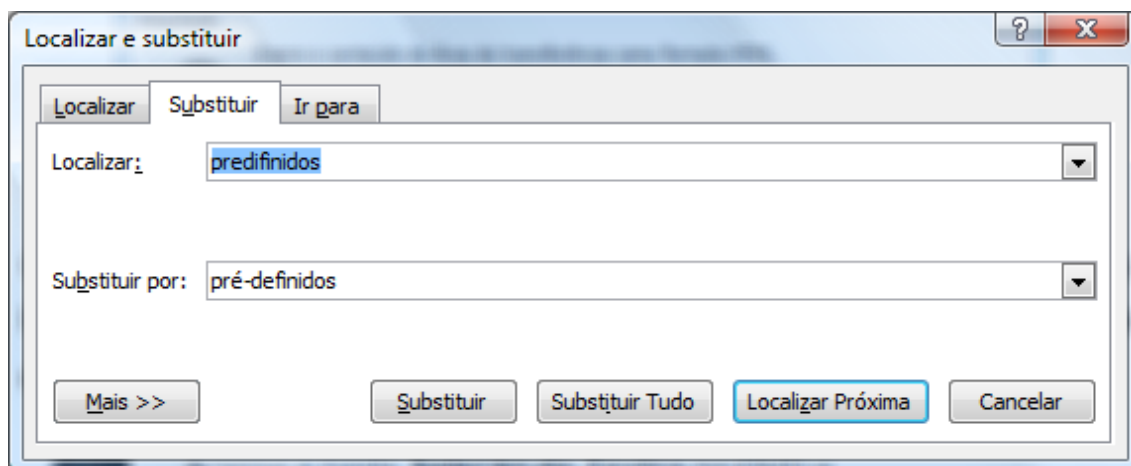 Localizar e substituir
Localizar Substituir Ir para
Localizar: predifinidos
Substituir por: pré-definidos
Mais >> Substituir Substituir Tudo Localizar Próxima Cancelar